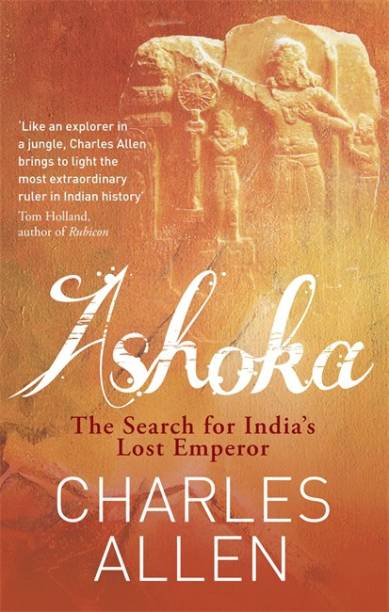 'Like an explorer in
a jungle, Charles Allen
brings to light the
most extraordinary
ruler in Indian history'
Tom Holland,
author of Rubicon
Ashoka
The Search for India's
Lost Emperor
CHARLES
ALLEN